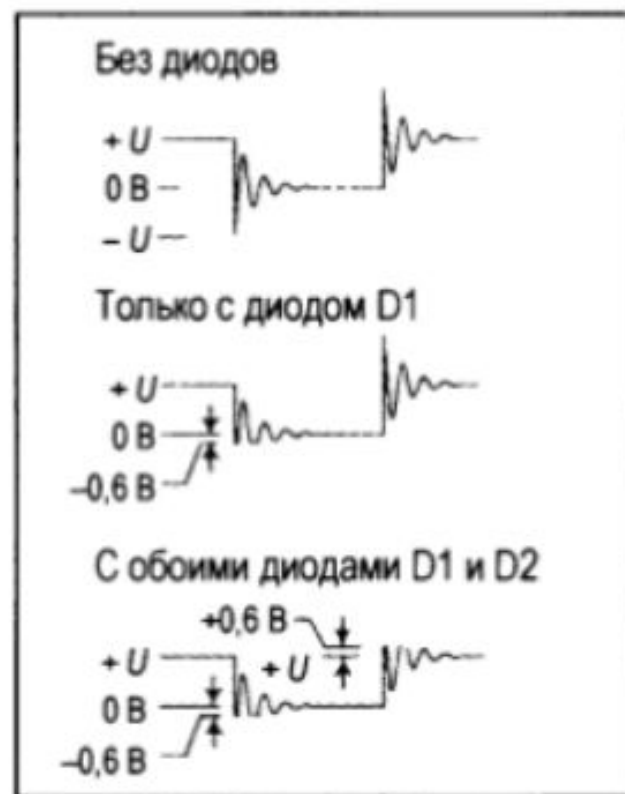 Без диодов
+ U
0 В
– U
Только с диодом D1
+ U
0 В
–0,6 В
С обоими диодами D1 и D2
+0,6 В
+ U
+ U
0 В
–0,6 В